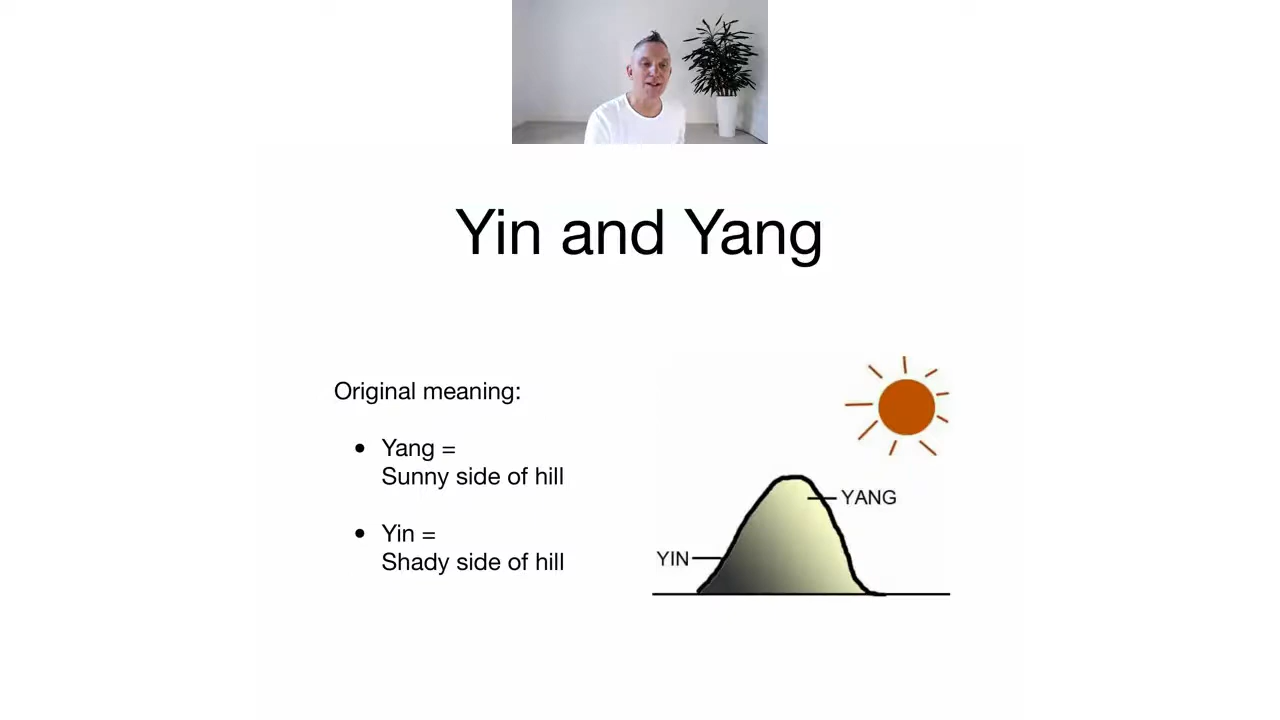 Yin and Yang
Original meaning:
• Yang =
Sunny side of hill
• Yin =
Shady side of hill
YANG
YIN